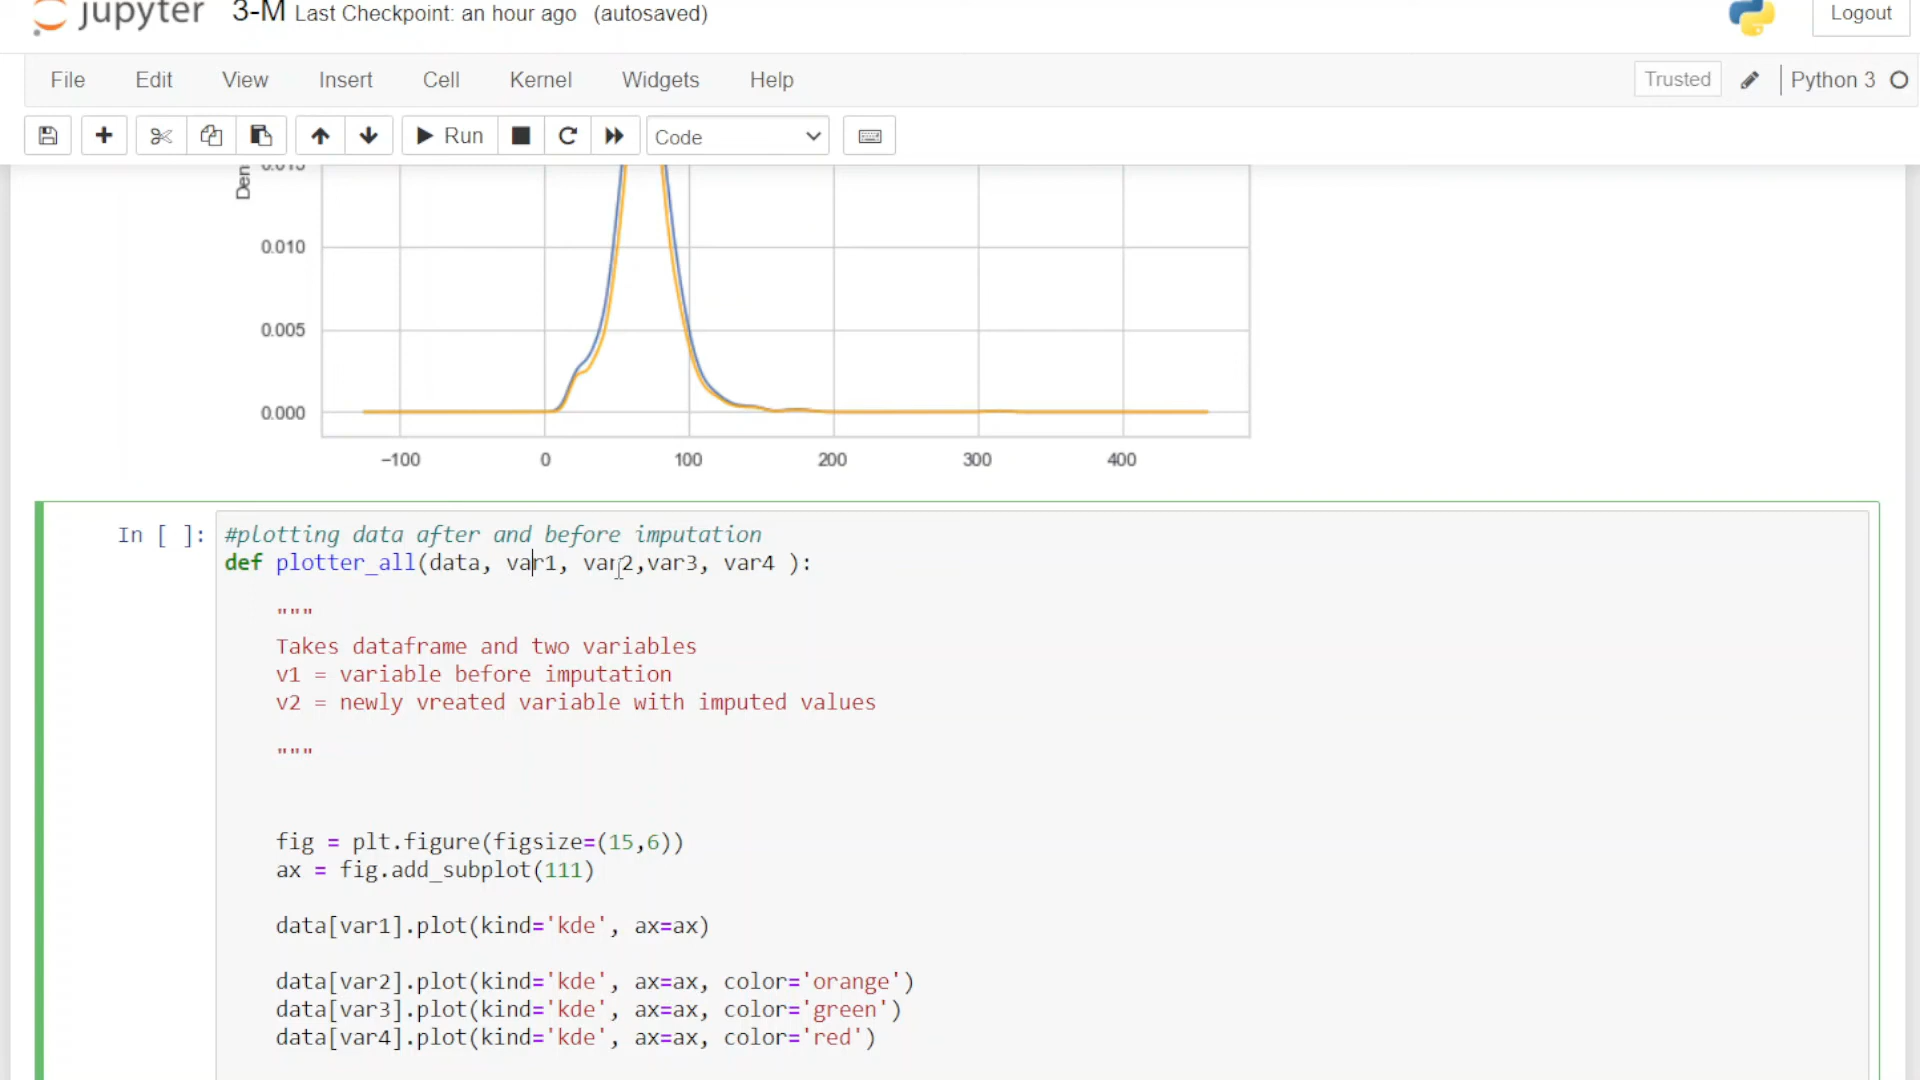 jupyter 3-M Last Checkpoint: an hour ago (autosaved)
Logout
File Edit View Insert Cell Kernel Widgets Help
Trusted Python 3
Run Code
0.015
Den
0.010
0.005
0.000
−100 0 100 200 300 400
In [ ]: #plotting data after and before imputation
def plotter_all(data, var1, var2,var3, var4 ):
"""
Takes dataframe and two variables
v1 = variable before imputation
v2 = newly vreated variable with imputed values
"""
fig = plt.figure(figsize=(15,6))
ax = fig.add_subplot(111)
data[var1].plot(kind='kde', ax=ax)
data[var2].plot(kind='kde', ax=ax, color='orange')
data[var3].plot(kind='kde', ax=ax, color='green')
data[var4].plot(kind='kde', ax=ax, color='red')